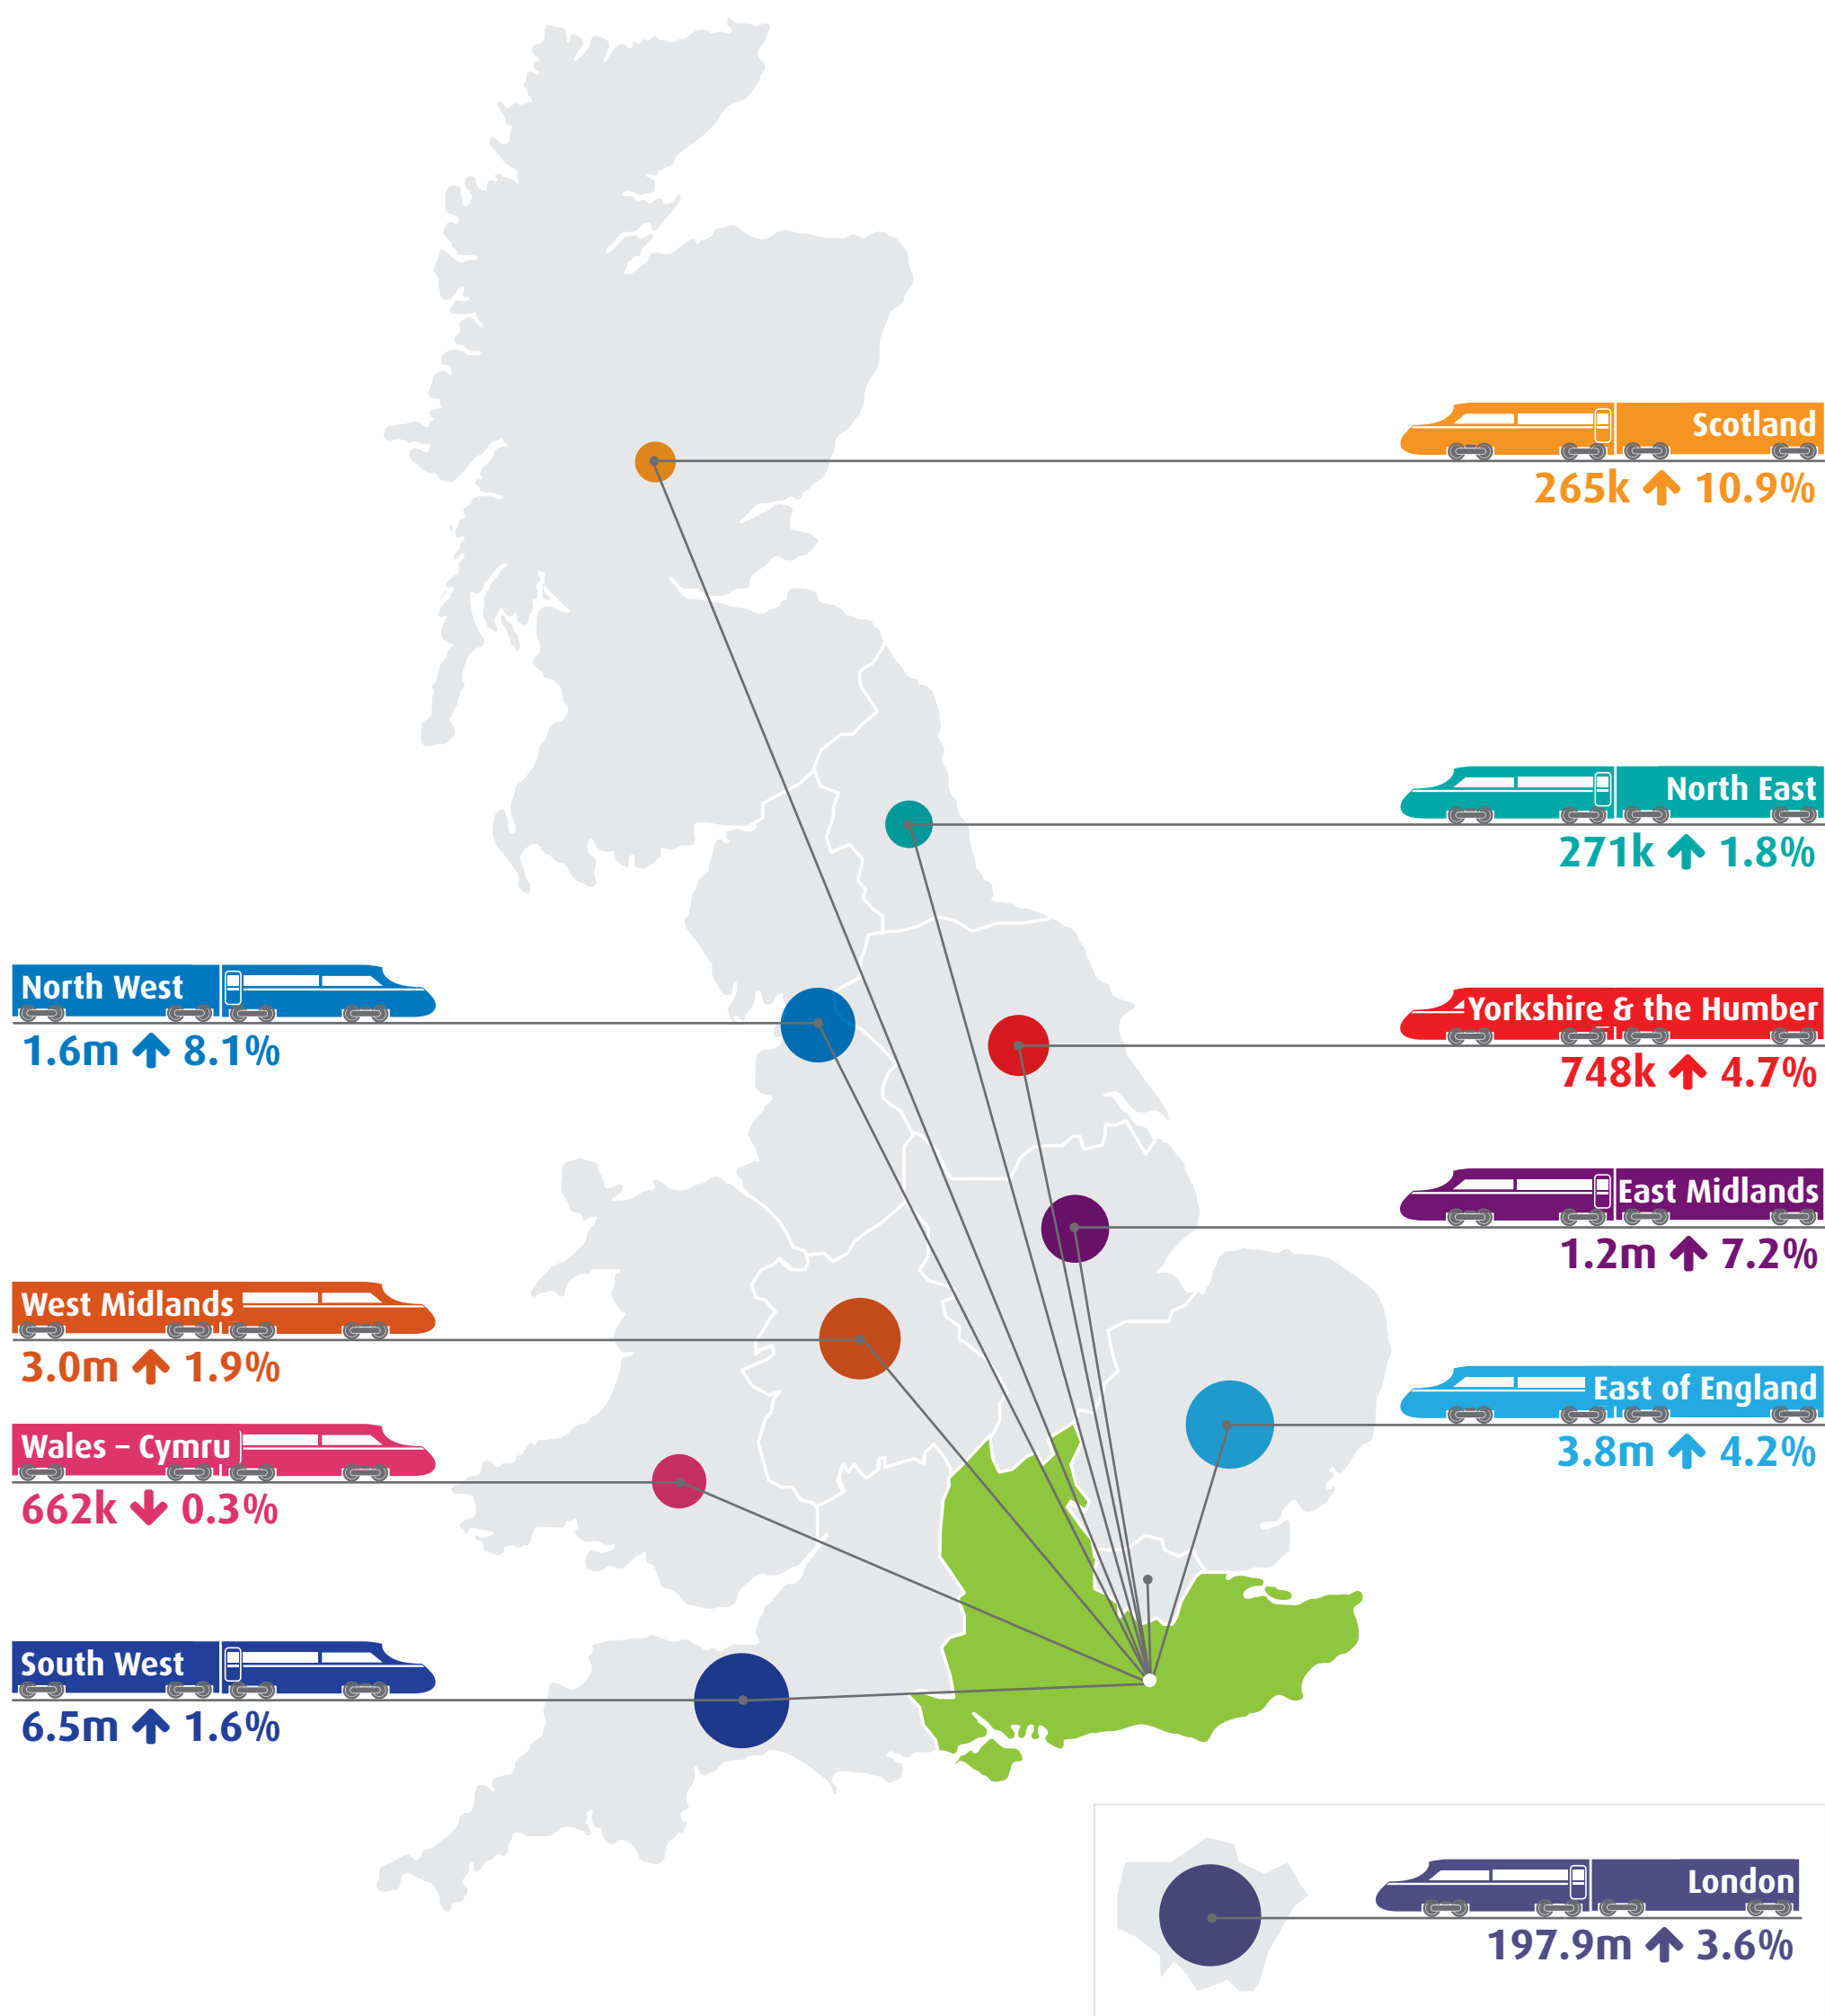 Scotland
265k 10.9%
North East
271k 1.8%
North West
1.6m 8.1%
Yorkshire & the Humber
748k 4.7%
East Midlands
1.2m 7.2%
West Midlands
3.0m 1.9%
East of England
3.8m 4.2%
Wales – Cymru
662k 0.3%
South West
6.5m 1.6%
London
197.9m 3.6%